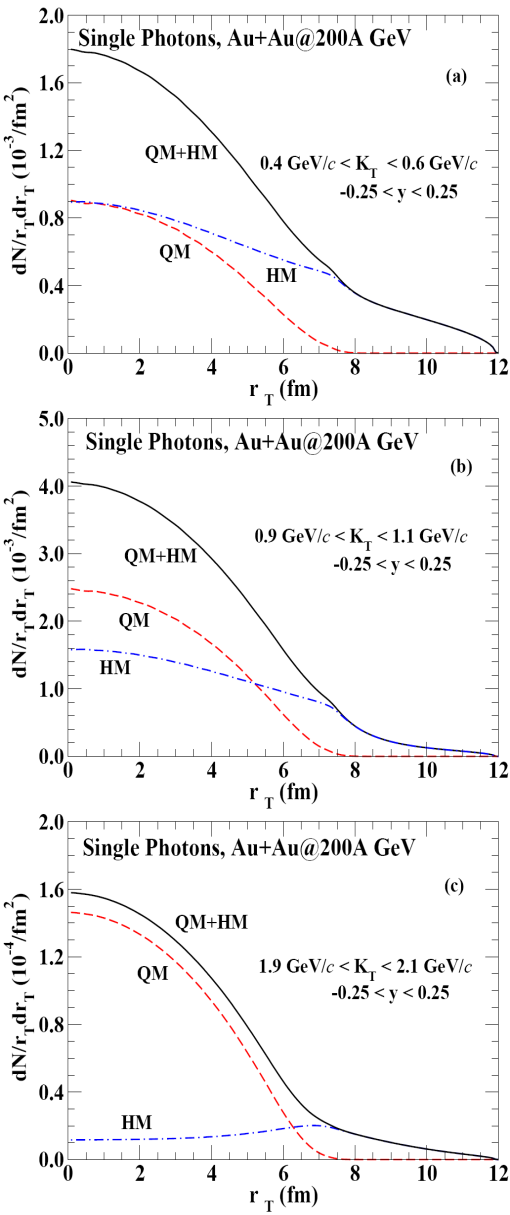 Single Photons, Au+Au@200A GeV
(a)
QM+HM
0.4 GeV/c < K_T < 0.6 GeV/c
-0.25 < y < 0.25
QM
HM
dN/r_T dr_T (10^-3/fm^2)
1.6
1.2
0.8
0.4
0.0
2.0
0 2 4 6 8 10 12
r_T (fm)
Single Photons, Au+Au@200A GeV
(b)
QM+HM
0.9 GeV/c < K_T < 1.1 GeV/c
-0.25 < y < 0.25
QM
HM
dN/r_T dr_T (10^-3/fm^2)
5.0
4.0
3.0
2.0
1.0
0.0
0 2 4 6 8 10 12
r_T (fm)
Single Photons, Au+Au@200A GeV
(c)
QM+HM
QM
1.9 GeV/c < K_T < 2.1 GeV/c
-0.25 < y < 0.25
HM
dN/r_T dr_T (10^-4/fm^2)
2.0
1.6
1.2
0.8
0.4
0.0
0 2 4 6 8 10 12
r_T (fm)